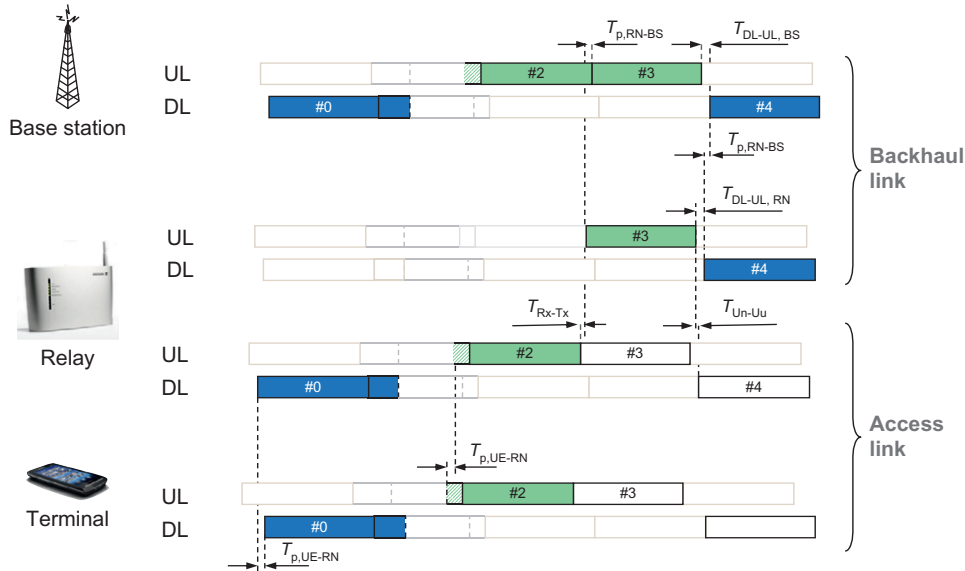 T_p,RN-BS
T_DL-UL, BS
UL
#2
#3
DL
#0
#4
Base station
T_p,RN-BS
Backhaul
link
T_DL-UL, RN
UL
#3
DL
#4
T_Rx-Tx
T_Un-Uu
Relay
UL
#2
#3
DL
#0
#4
Access
link
T_p,UE-RN
Terminal
UL
#2
#3
DL
#0
T_p,UE-RN